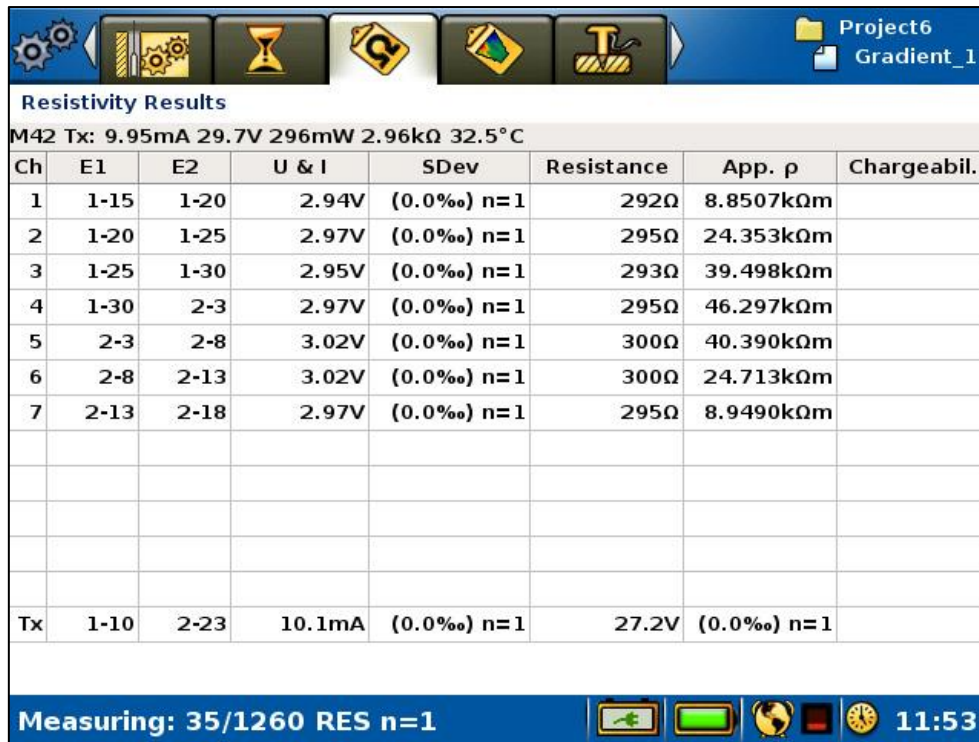 Project6
Gradient_1
Resistivity Results
M42 Tx: 9.95mA 29.7V 296mW 2.96kΩ 32.5°C
Ch E1 E2 U & I SDev Resistance App. ρ Chargeabil.
1 1-15 1-20 2.94V (0.0‰) n=1 292Ω 8.8507kΩm
2 1-20 1-25 2.97V (0.0‰) n=1 295Ω 24.353kΩm
3 1-25 1-30 2.95V (0.0‰) n=1 293Ω 39.498kΩm
4 1-30 2-3 2.97V (0.0‰) n=1 295Ω 46.297kΩm
5 2-3 2-8 3.02V (0.0‰) n=1 300Ω 40.390kΩm
6 2-8 2-13 3.02V (0.0‰) n=1 300Ω 24.713kΩm
7 2-13 2-18 2.97V (0.0‰) n=1 295Ω 8.9490kΩm
Tx 1-10 2-23 10.1mA (0.0‰) n=1 27.2V (0.0‰) n=1
Measuring: 35/1260 RES n=1 11:53